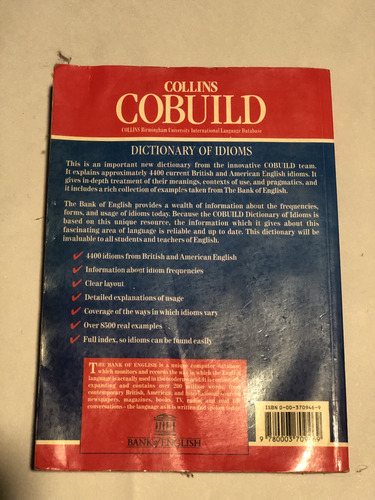 COLLINS
COBUILD
COLLINS Birmingham University International Language Database
DICTIONARY OF IDIOMS
This is an important new dictionary from the innovative COBUILD team.
It explains approximately 4400 current British and American English idioms. It
gives in-depth treatment of their meanings, contexts of use, and pragmatics, and
it includes a rich collection of examples taken from The Bank of English.
The Bank of English provides a wealth of information about the frequencies,
forms, and usage of idioms today. Because the COBUILD Dictionary of Idioms is
based on this unique resource, the information which it gives about this
fascinating area of language is reliable and up to date. This dictionary will be
invaluable to all students and teachers of English.
✓ 4400 idioms from British and American English
✓ Information about idiom frequencies
✓ Clear layout
✓ Detailed explanations of usage
✓ Coverage of the ways in which idioms vary
✓ Over 8500 real examples
✓ Full index, so idioms can be found easily
THE BANK OF ENGLISH is a unique computer database
which monitors and records the way in which the English
language is actually used in the modern world. It is continually
expanding and contains over 200 million words from
contemporary British, American, and international sources:
newspapers, magazines, books, TV, radio, and real life
conversations - the language as it is written and spoken today.
BANK of ENGLISH
ISBN 0-00-370946-9
9 780003 709469